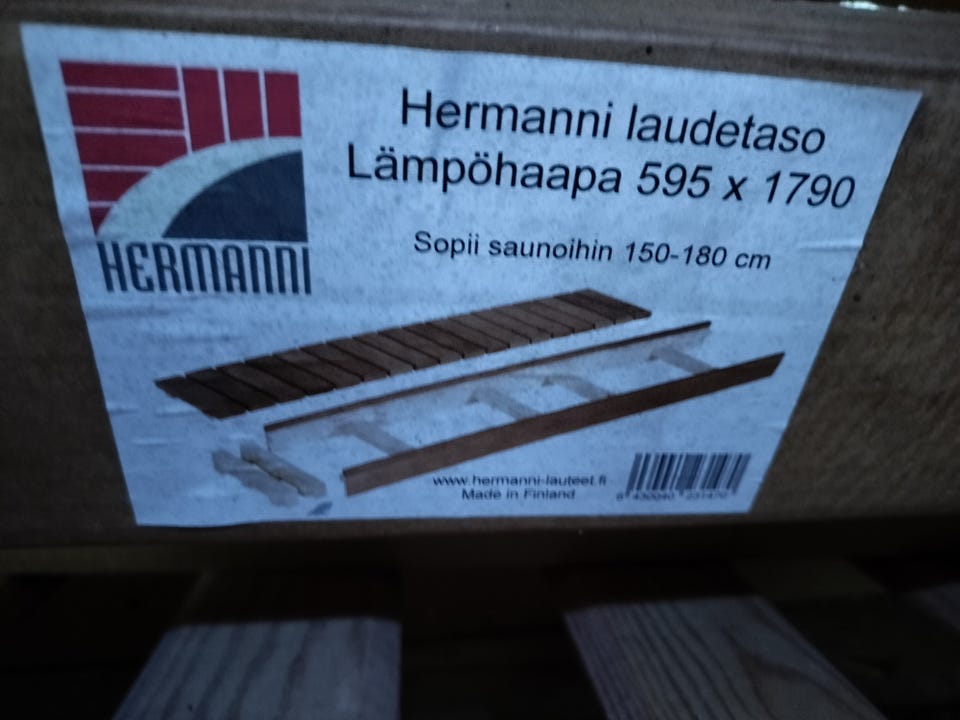 HERMANNI
Hermanni laudetaso
Lämpöhaapa 595 x 1790
Sopii saunoihin 150-180 cm
www.hermanni-lauteet.fi
Made in Finland